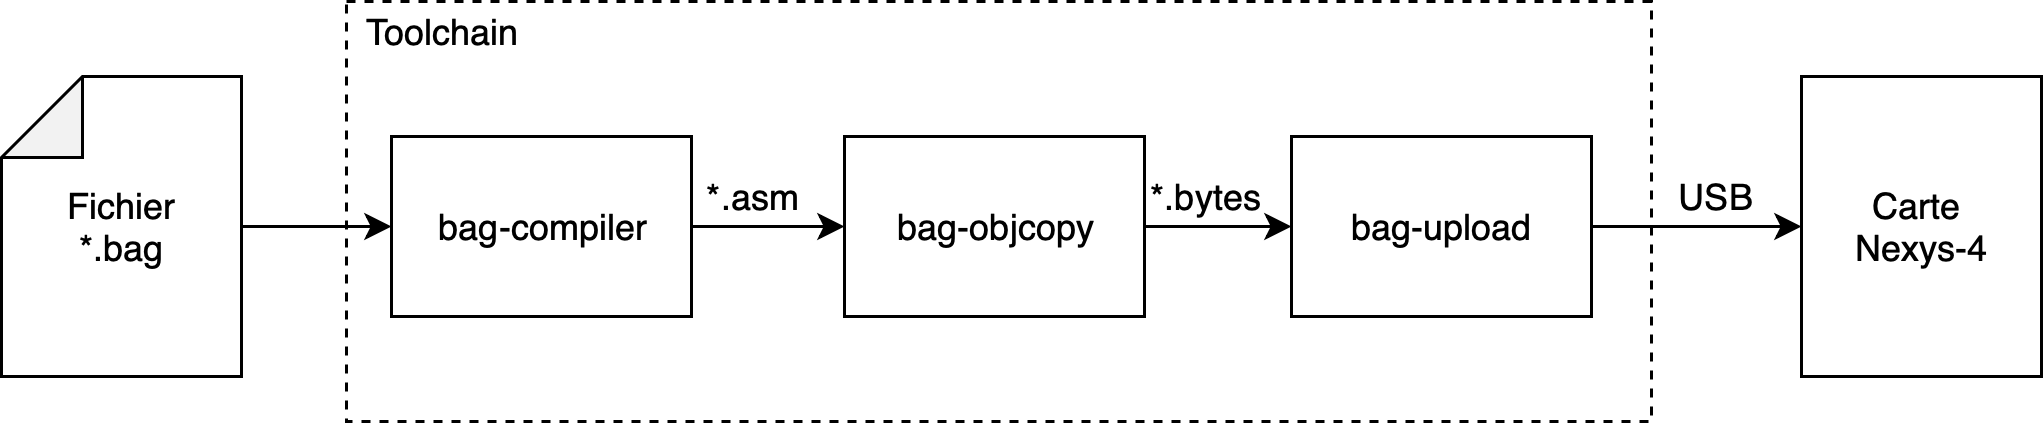 Toolchain
Fichier
*.bag
bag-compiler
*.asm
bag-objcopy
*.bytes
bag-upload
USB
Carte
Nexys-4